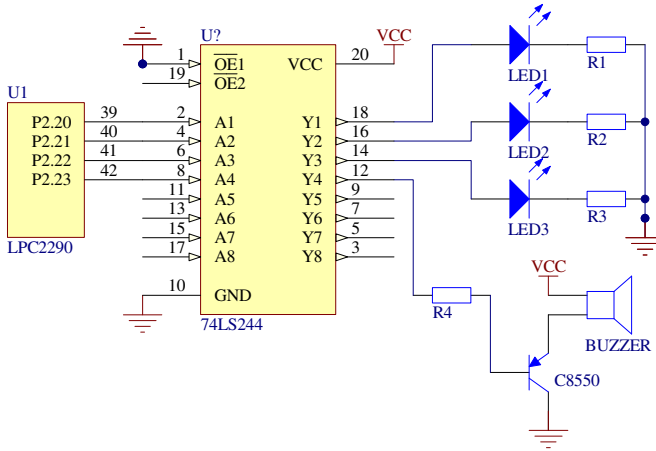 U?
VCC
1 OE1 VCC 20
19 OE2
LED1
R1
U1
P2.20 39 2 A1 Y1 18
P2.21 40 4 A2 Y2 16
P2.22 41 6 A3 Y3 14
P2.23 42 8 A4 Y4 12
11 A5 Y5 9
13 A6 Y6 7
15 A7 Y7 5
17 A8 Y8 3
LED2
R2
LED3
R3
LPC2290
10 GND
74LS244
R4
VCC
BUZZER
C8550